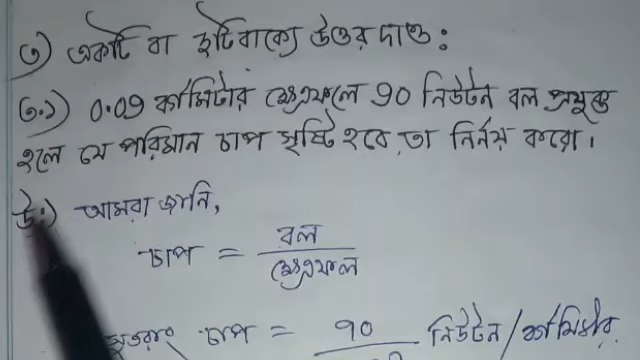 ৩) একটি বা দুটিবাক্যে উত্তর দাও:
৩.১) 0.09 বর্গমিটার ক্ষেত্রফলে 90 নিউটন বল প্রযুক্ত
হলে যে পরিমান চাপ সৃষ্টি হবে তা নির্নয় করো।
উ:) আমরা জানি,
চাপ = বল
ক্ষেত্রফল
সুতরাং চাপ = 90 নিউটন/বর্গমিটার